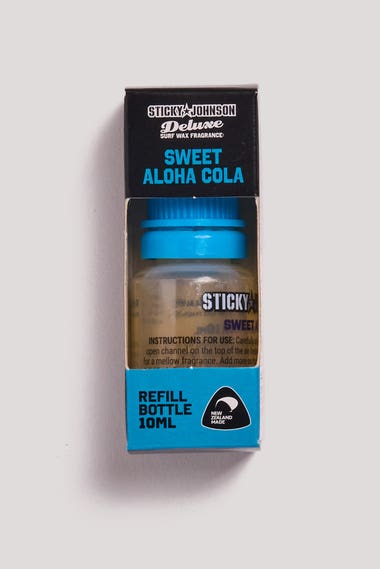 STICKY★JOHNSON
Deluxe
SURF WAX FRAGRANCE
SWEET
ALOHA COLA
STICKY★
SWEET
INSTRUCTIONS FOR USE: Carefully
open channel on the top of the
for a mellow fragrance. Add more
REFILL
BOTTLE
10ML
NEW
ZEALAND
MADE